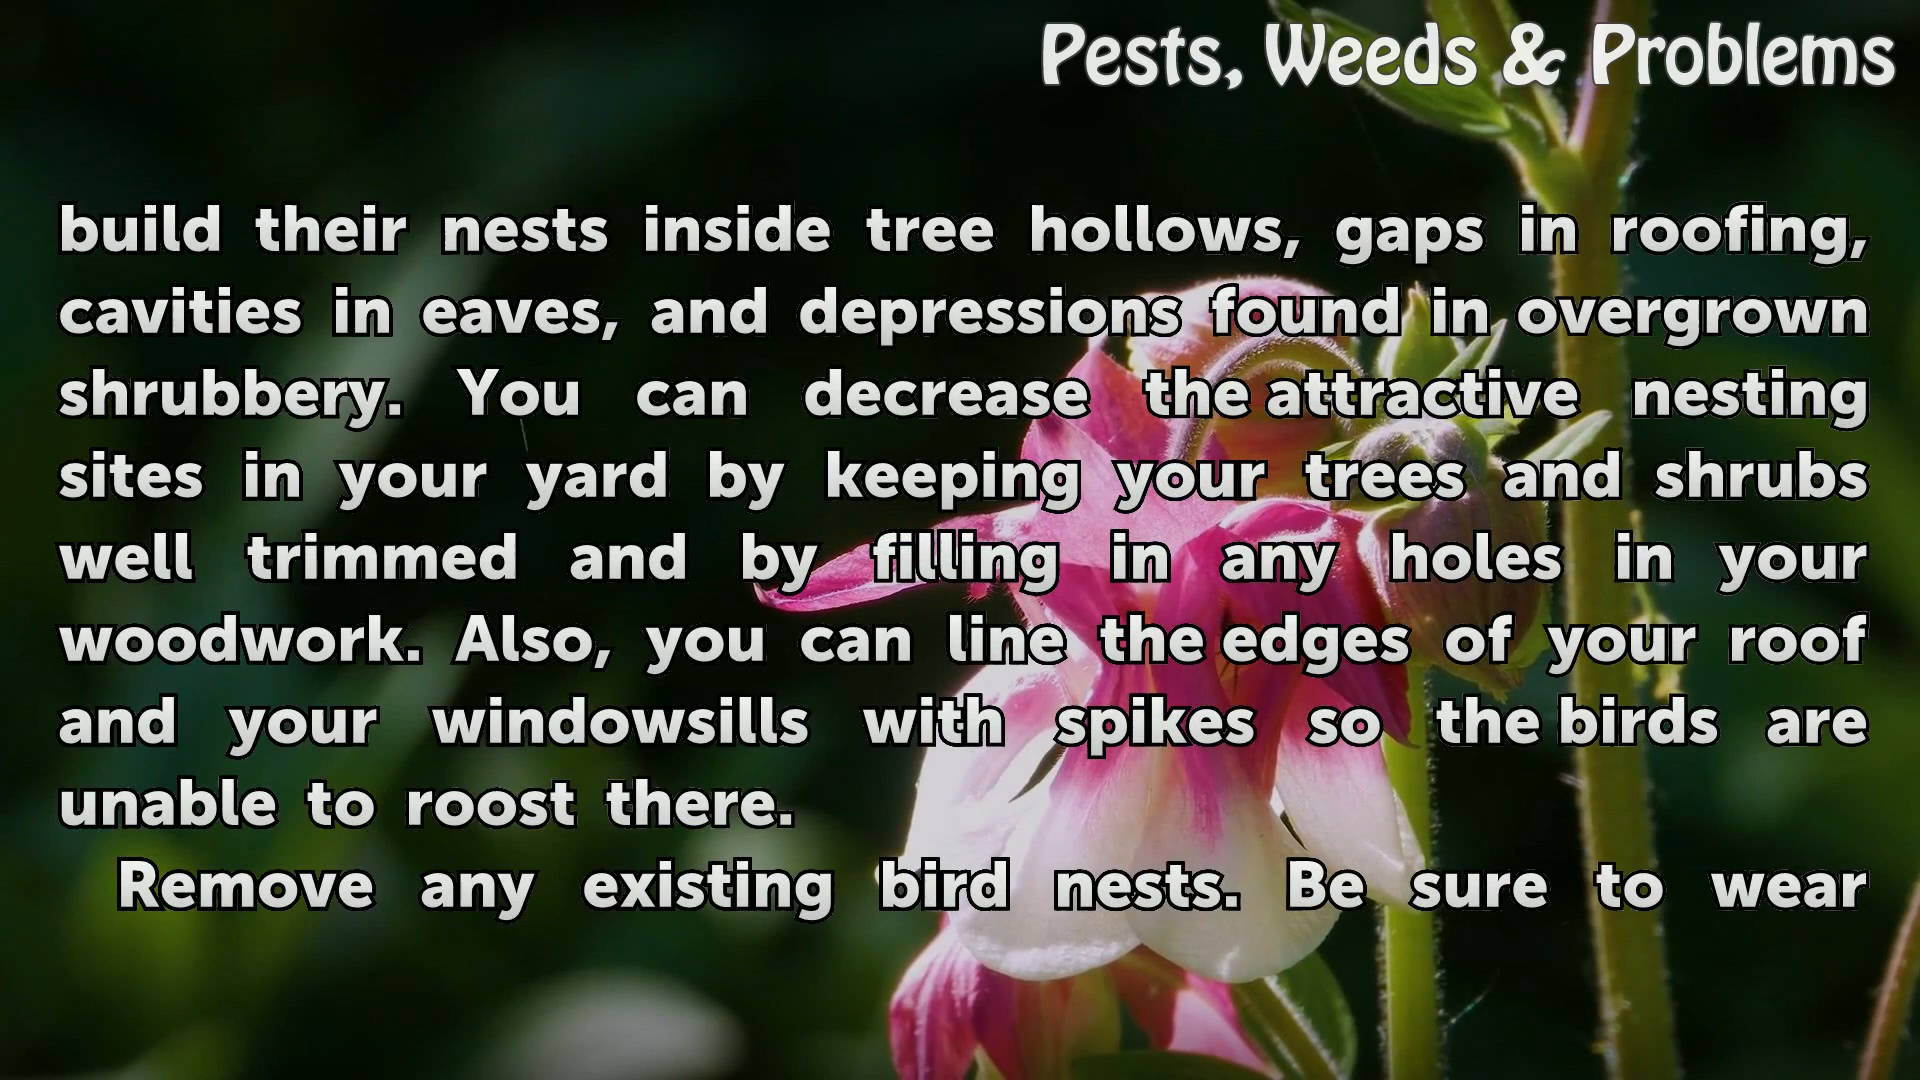 Pests, Weeds & Problems
build their nests inside tree hollows, gaps in roofing,
cavities in eaves, and depressions found in overgrown
shrubbery. You can decrease the attractive nesting
sites in your yard by keeping your trees and shrubs
well trimmed and by filling in any holes in your
woodwork. Also, you can line the edges of your roof
and your windowsills with spikes so the birds are
unable to roost there.
Remove any existing bird nests. Be sure to wear